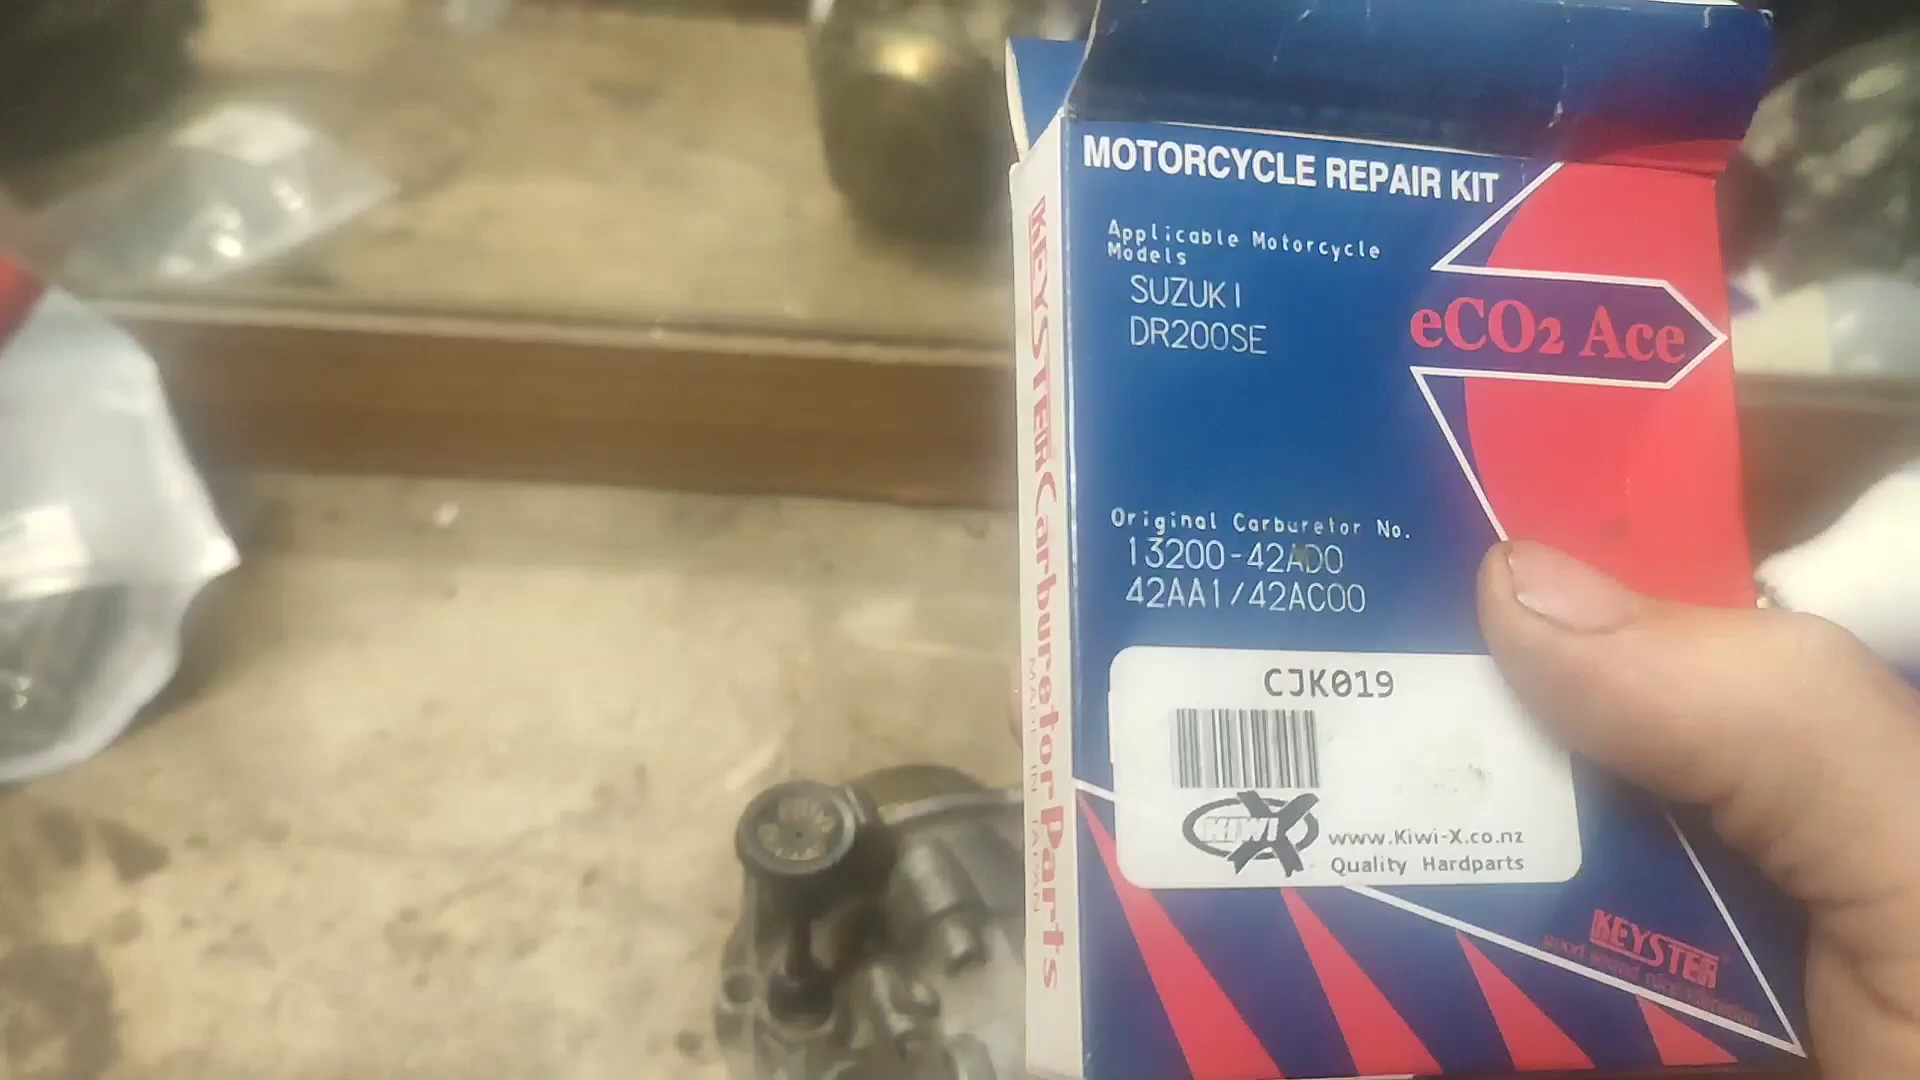 MOTORCYCLE REPAIR KIT
Applicable Motorcycle
Models
SUZUKI
DR200SE
eCO2 Ace
Original Carburetor No.
13200-42AD0
42AA1/42AC00
CJK019
KIWI X
www.Kiwi-X.co.nz
Quality Hardparts
KEYSTER
KEYSTER Carburetor Parts
MADE IN JAPAN